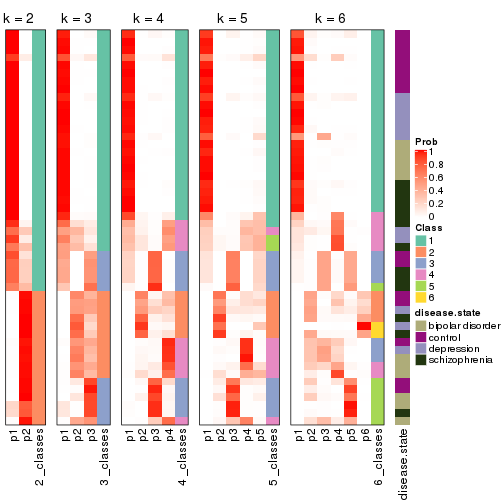 k = 2 k = 3 k = 4 k = 5 k = 6
Prob
1
0.8
0.6
0.4
0.2
0
Class
1
2
3
4
5
6
disease.state
bipolar disorder
control
depression
schizophrenia
p1 p2 2_classes p1 p2 p3 3_classes p1 p2 p3 p4 4_classes p1 p2 p3 p4 p5 5_classes p1 p2 p3 p4 p5 p6 6_classes disease.state